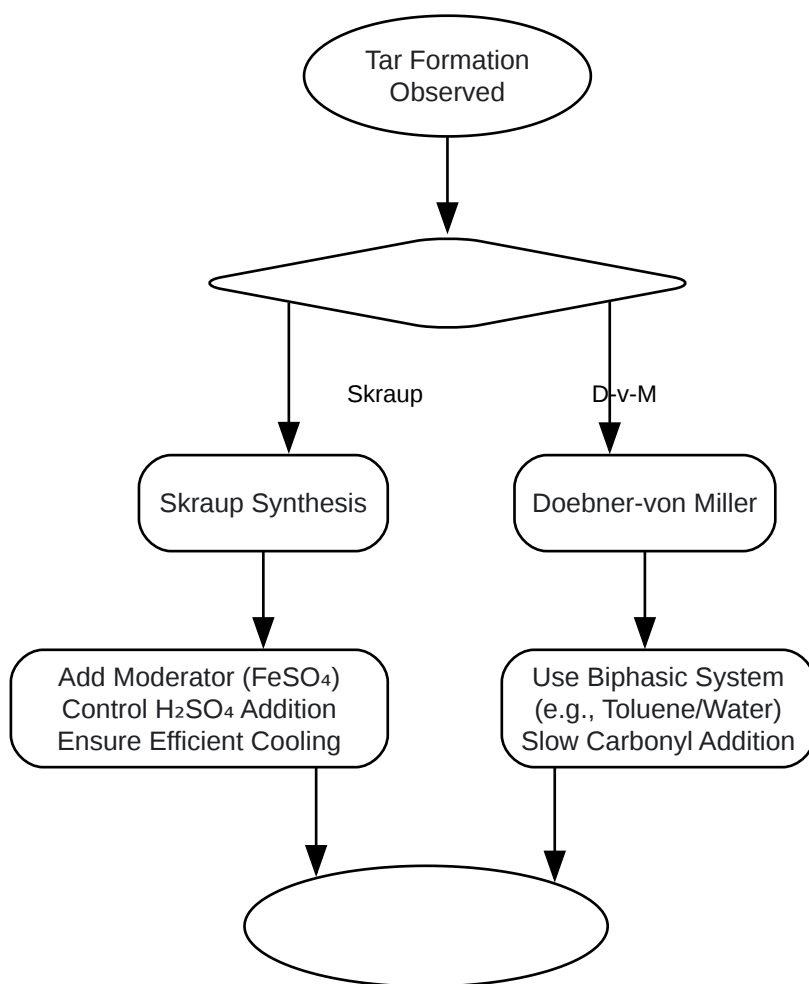 Tar Formation
Observed
Skraup
D-v-M
Skraup Synthesis
Doebner-von Miller
Add Moderator (FeSO₄)
Control H₂SO₄ Addition
Ensure Efficient Cooling
Use Biphasic System
(e.g., Toluene/Water)
Slow Carbonyl Addition